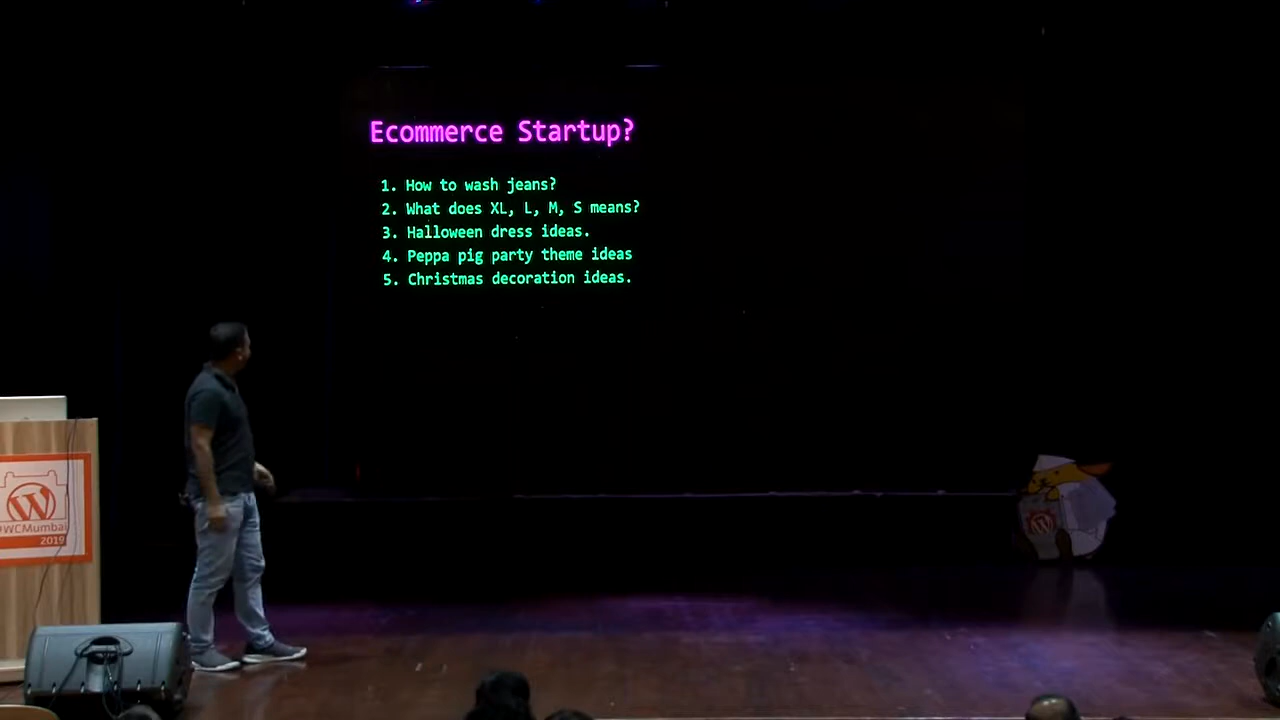 Ecommerce Startup?
1. How to wash jeans?
2. What does XL, L, M, S means?
3. Halloween dress ideas.
4. Peppa pig party theme ideas
5. Christmas decoration ideas.
#WCMumbai
2019